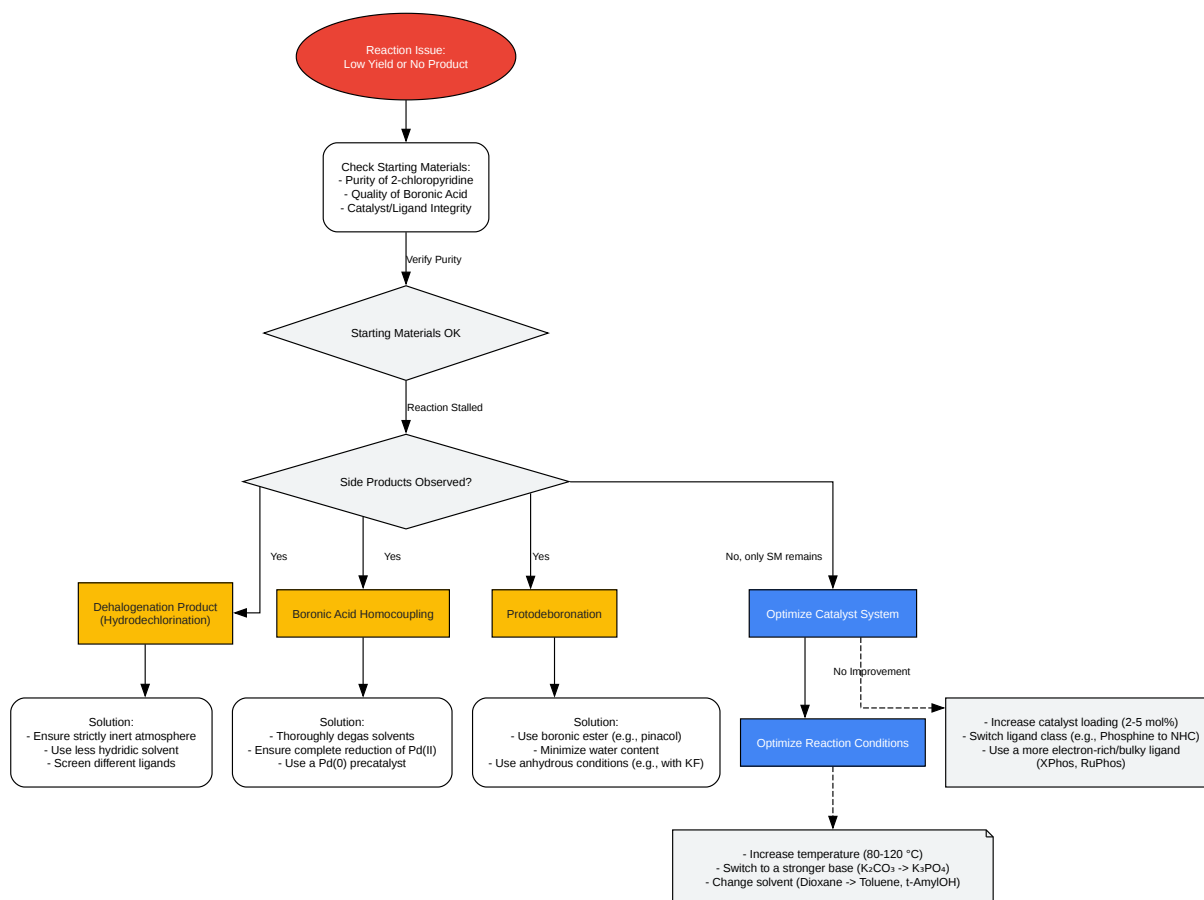 Reaction Issue:
Low Yield or No Product
Check Starting Materials:
- Purity of 2-chloropyridine
- Quality of Boronic Acid
- Catalyst/Ligand Integrity
Verify Purity
Starting Materials OK
Reaction Stalled
Side Products Observed?
Yes
Yes
Yes
No, only SM remains
Dehalogenation Product
(Hydrodechlorination)
Boronic Acid Homocoupling
Protodeboronation
Optimize Catalyst System
No Improvement
Solution:
- Ensure strictly inert atmosphere
- Use less hydridic solvent
- Screen different ligands
Solution:
- Thoroughly degas solvents
- Ensure complete reduction of Pd(II)
- Use a Pd(0) precatalyst
Solution:
- Use boronic ester (e.g., pinacol)
- Minimize water content
- Use anhydrous conditions (e.g., with KF)
Optimize Reaction Conditions
- Increase catalyst loading (2-5 mol%)
- Switch ligand class (e.g., Phosphine to NHC)
- Use a more electron-rich/bulky ligand
(XPhos, RuPhos)
- Increase temperature (80-120 °C)
- Switch to a stronger base (K₂CO₃ -> K₃PO₄)
- Change solvent (Dioxane -> Toluene, t-AmylOH)